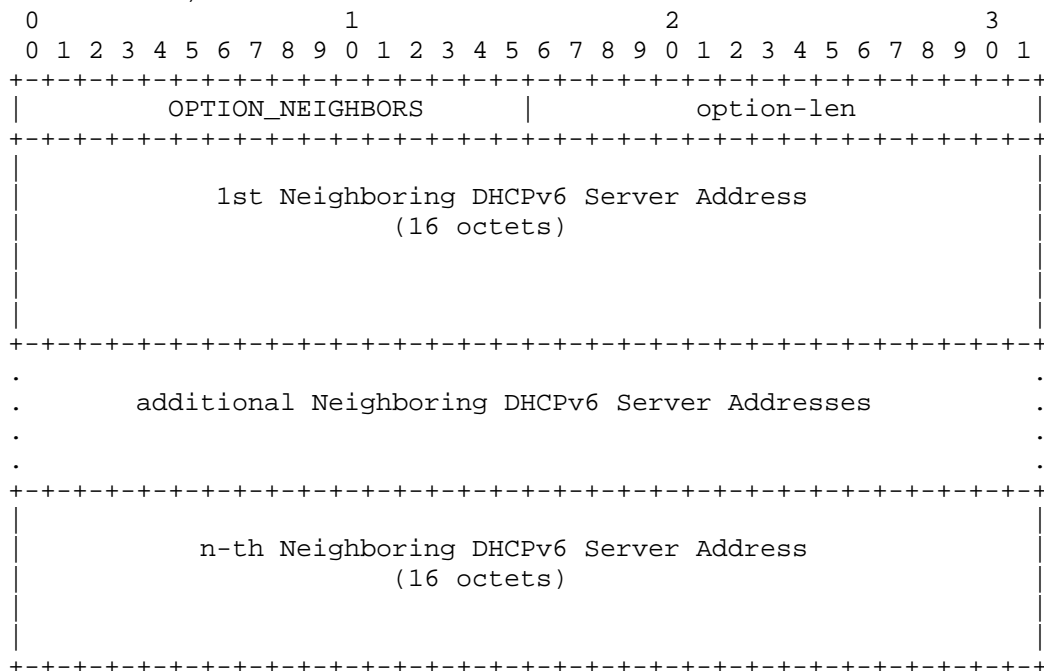 0                   1                   2                   3
0 1 2 3 4 5 6 7 8 9 0 1 2 3 4 5 6 7 8 9 0 1 2 3 4 5 6 7 8 9 0 1
+-+-+-+-+-+-+-+-+-+-+-+-+-+-+-+-+-+-+-+-+-+-+-+-+-+-+-+-+-+-+-+-+
|         OPTION_NEIGHBORS      |          option-len           |
+-+-+-+-+-+-+-+-+-+-+-+-+-+-+-+-+-+-+-+-+-+-+-+-+-+-+-+-+-+-+-+-+
|                                                               |
|            1st Neighboring DHCPv6 Server Address              |
|                       (16 octets)                             |
|                                                               |
|                                                               |
|                                                               |
+-+-+-+-+-+-+-+-+-+-+-+-+-+-+-+-+-+-+-+-+-+-+-+-+-+-+-+-+-+-+-+-+
.                                                               .
.       additional Neighboring DHCPv6 Server Addresses          .
.                                                               .
.                                                               .
+-+-+-+-+-+-+-+-+-+-+-+-+-+-+-+-+-+-+-+-+-+-+-+-+-+-+-+-+-+-+-+-+
|                                                               |
|           n-th Neighboring DHCPv6 Server Address              |
|                       (16 octets)                             |
|                                                               |
|                                                               |
+-+-+-+-+-+-+-+-+-+-+-+-+-+-+-+-+-+-+-+-+-+-+-+-+-+-+-+-+-+-+-+-+